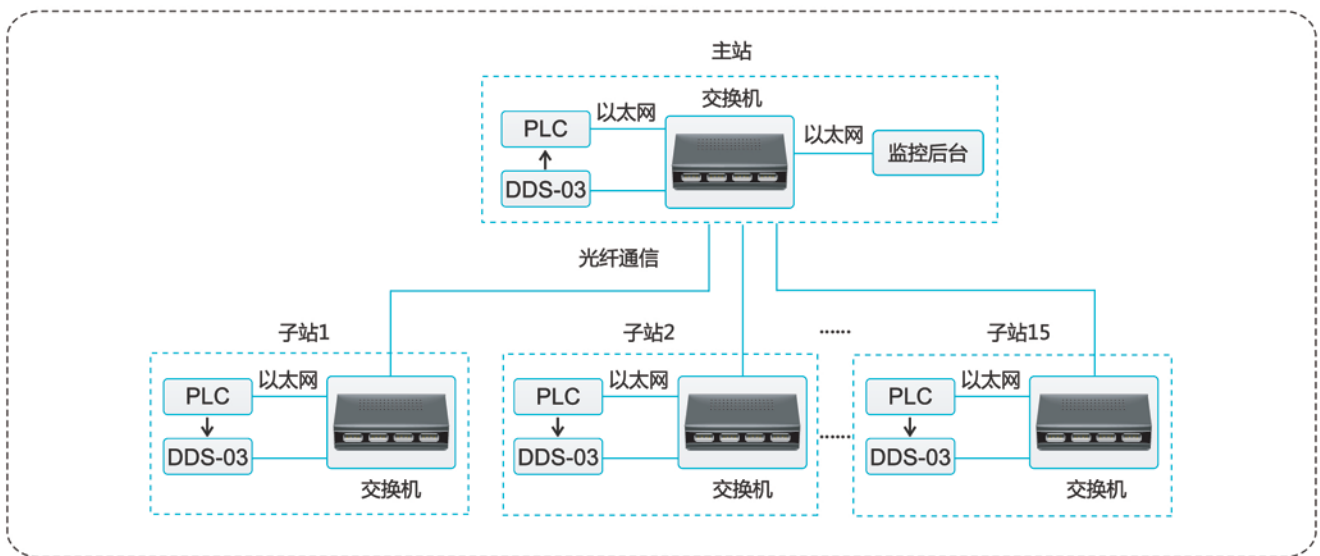 主站
交换机
PLC
以太网
以太网
监控后台
DDS-03
光纤通信
子站1
子站2
······
子站15
PLC
以太网
DDS-03
交换机
PLC
以太网
DDS-03
交换机
······
PLC
以太网
DDS-03
交换机